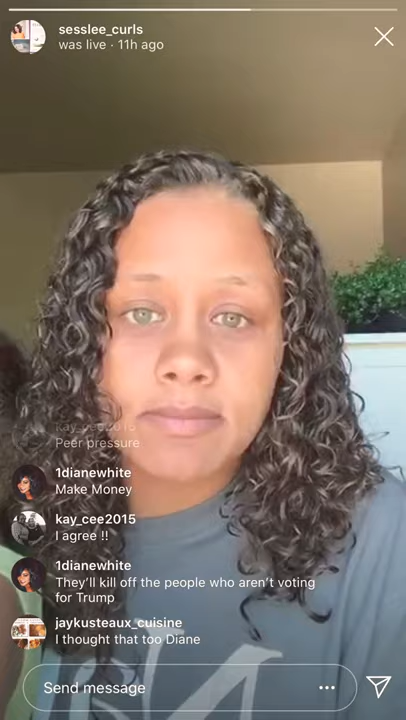 sesslee_curls
was live · 11h ago
kay_cee2015
Peer pressure
1dianewhite
Make Money
kay_cee2015
I agree !!
1dianewhite
They'll kill off the people who aren't voting
for Trump
jaykusteaux_cuisine
I thought that too Diane
Send message